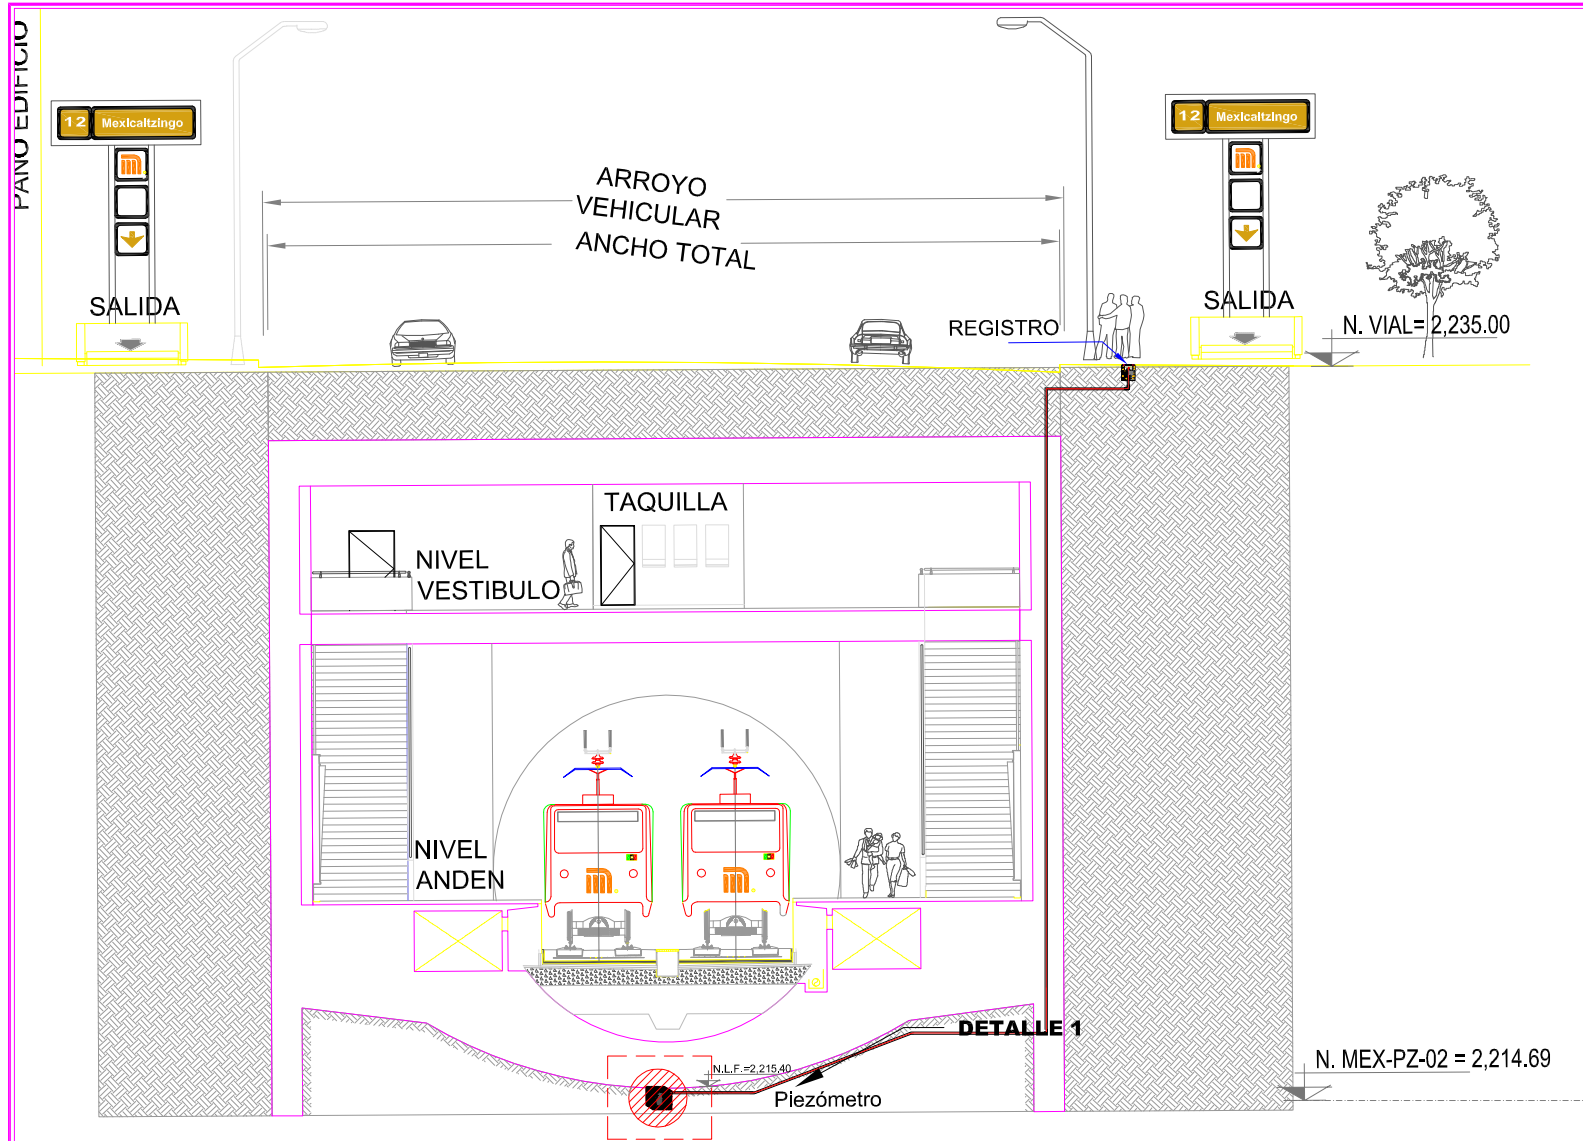 PAÑO EDIFICIO
12 Mexicaltzingo
12 Mexicaltzingo
ARROYO
VEHICULAR
ANCHO TOTAL
SALIDA
REGISTRO
SALIDA
N. VIAL= 2,235.00
TAQUILLA
NIVEL
VESTIBULO
NIVEL
ANDEN
DETALLE 1
N.L.F.=2,215.40
Piezómetro
N. MEX-PZ-02 = 2,214.69